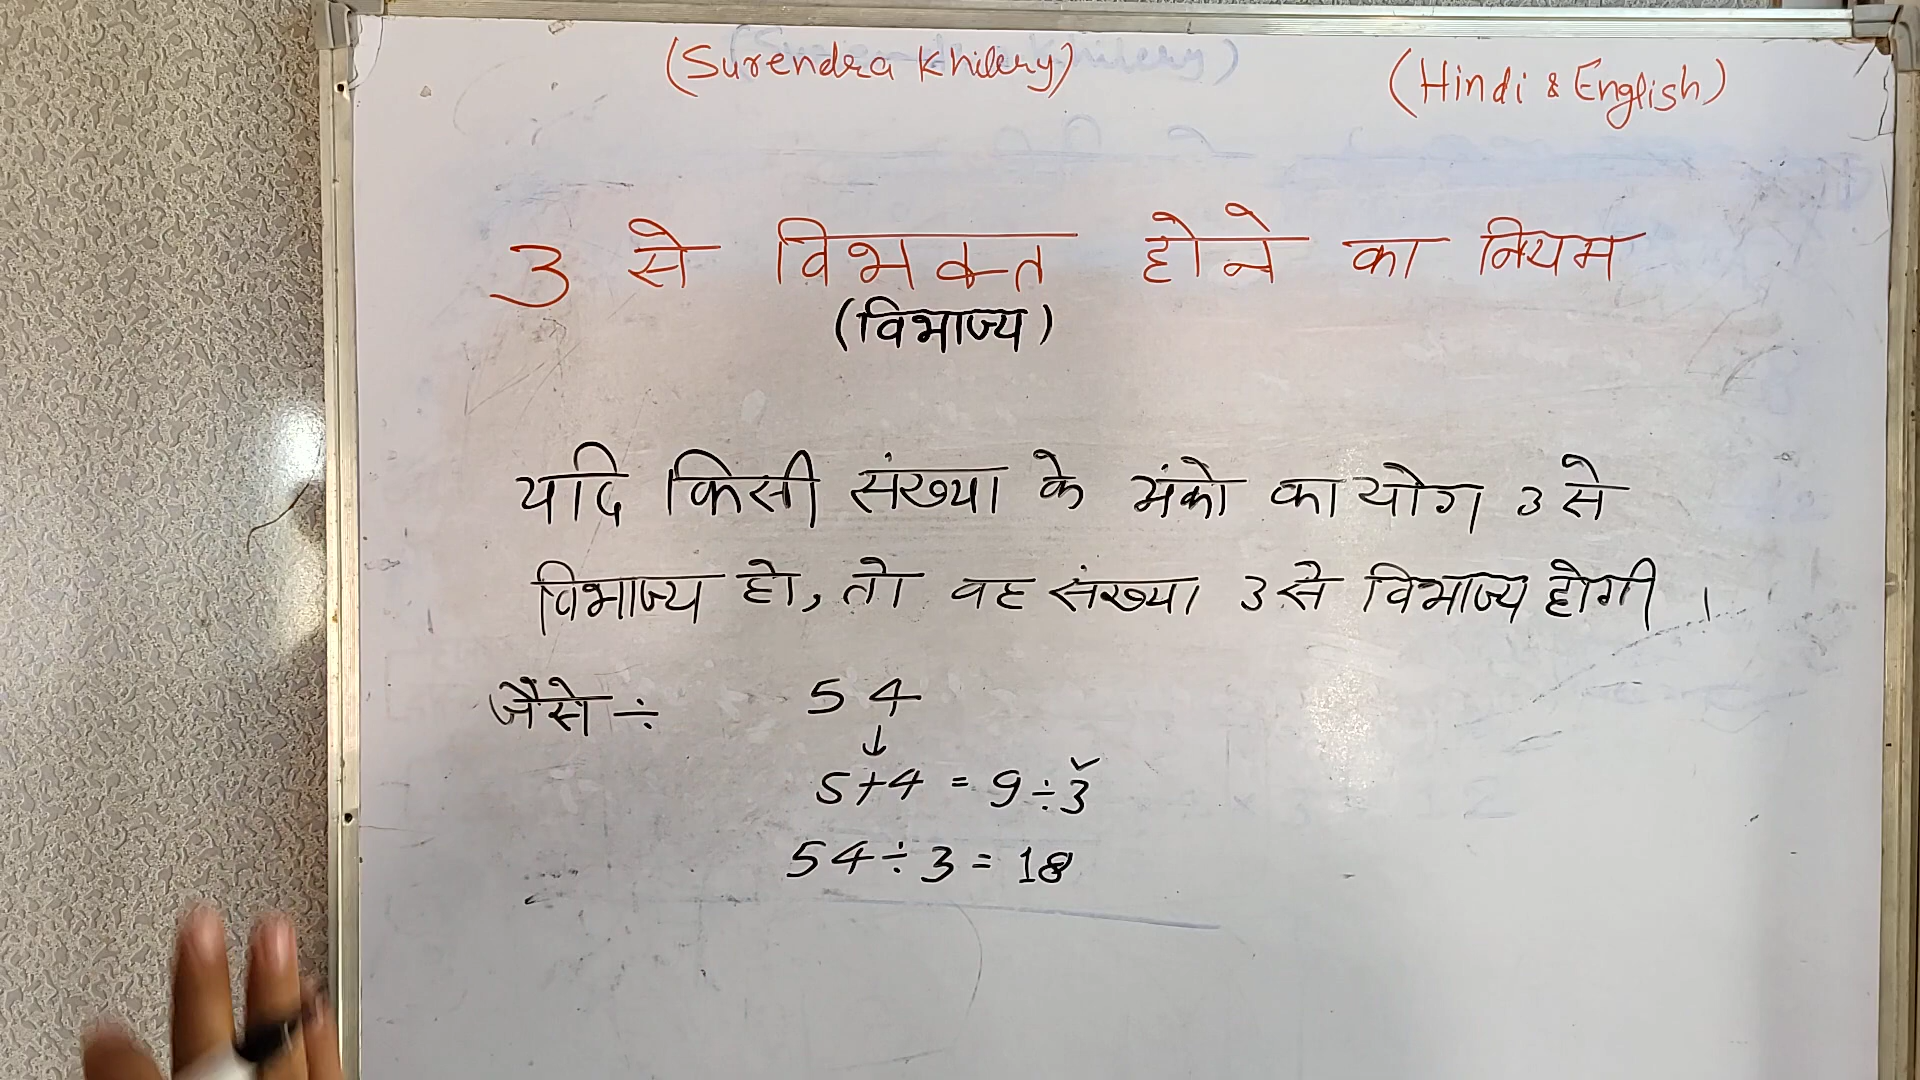 (Surendra Khilery) (Hindi & English)
3 से विभक्त होने का नियम
(विभाज्य)
यदि किसी संख्या के अंको का योग 3 से
विभाज्य हो, तो वह संख्या 3 से विभाज्य होगी ।
जैसे ÷ 54
↓
5+4 = 9÷3 ✓
54÷3 = 18